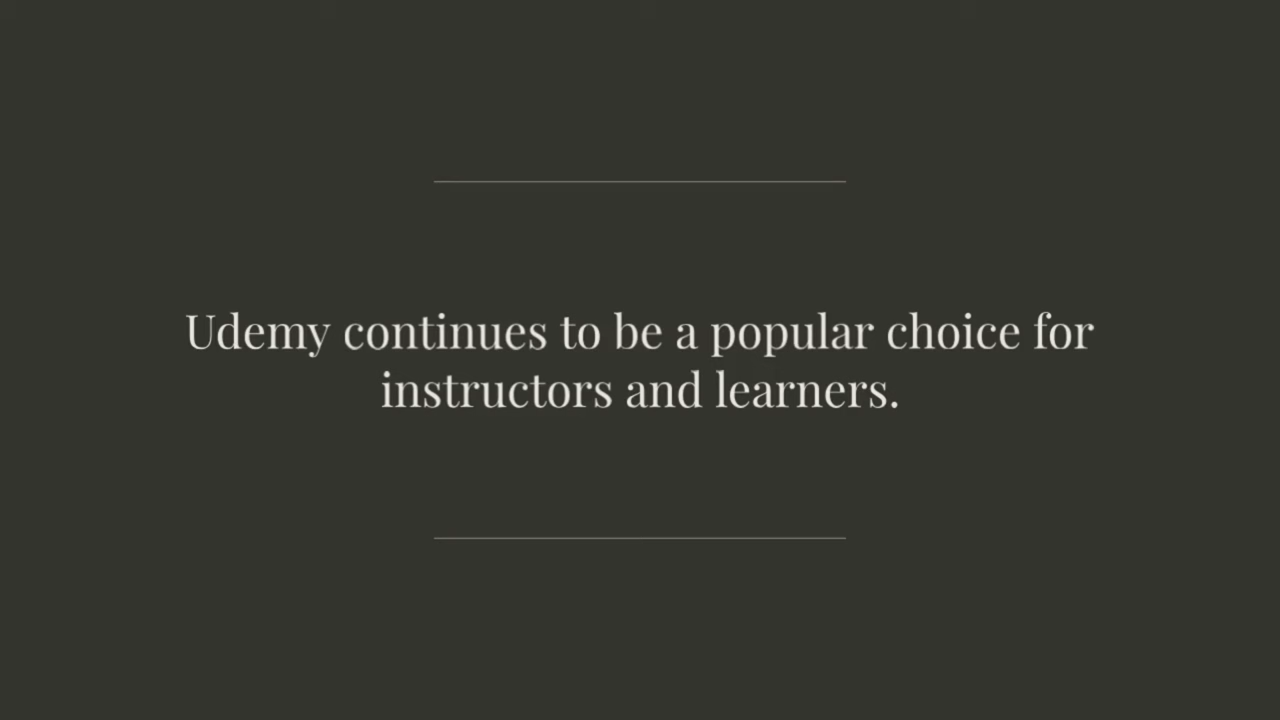 Udemy continues to be a popular choice for
instructors and learners.